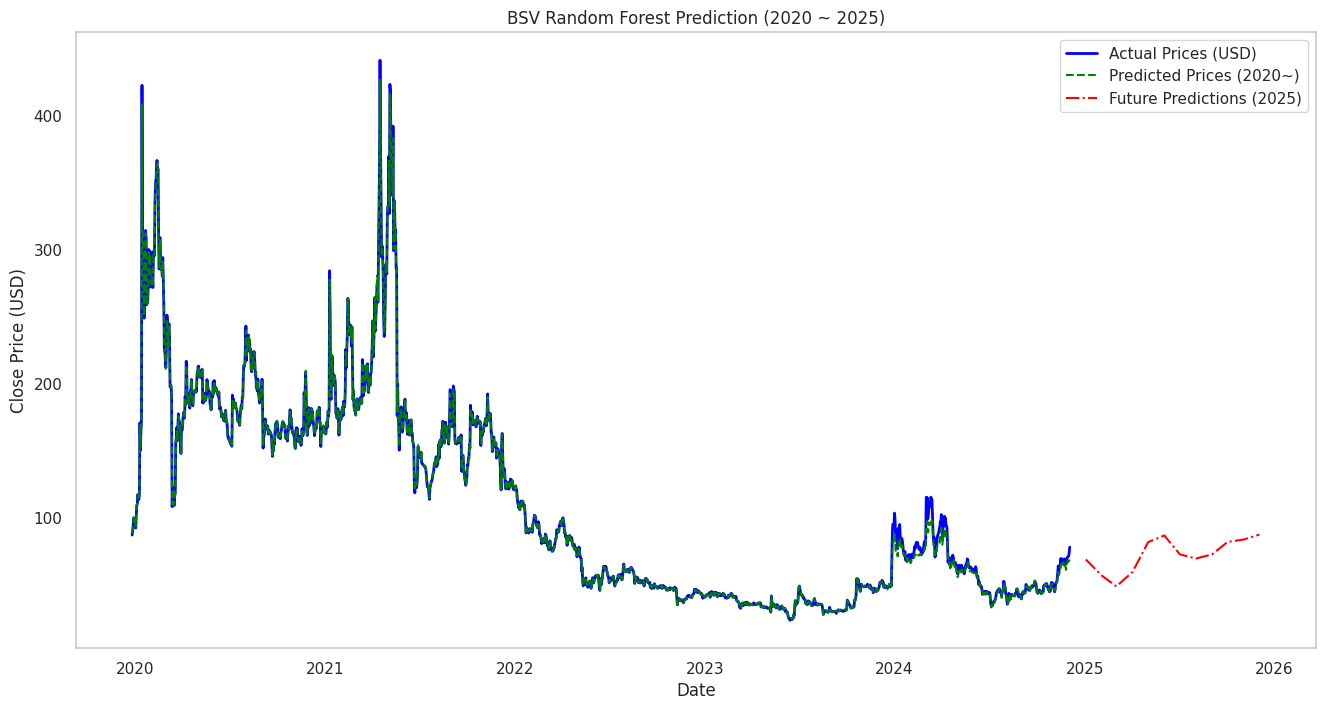 BSV Random Forest Prediction (2020 ~ 2025)
Actual Prices (USD)
Predicted Prices (2020~)
Future Predictions (2025)
Close Price (USD)
400
300
200
100
2020
2021
2022
2023
2024
2025
2026
Date